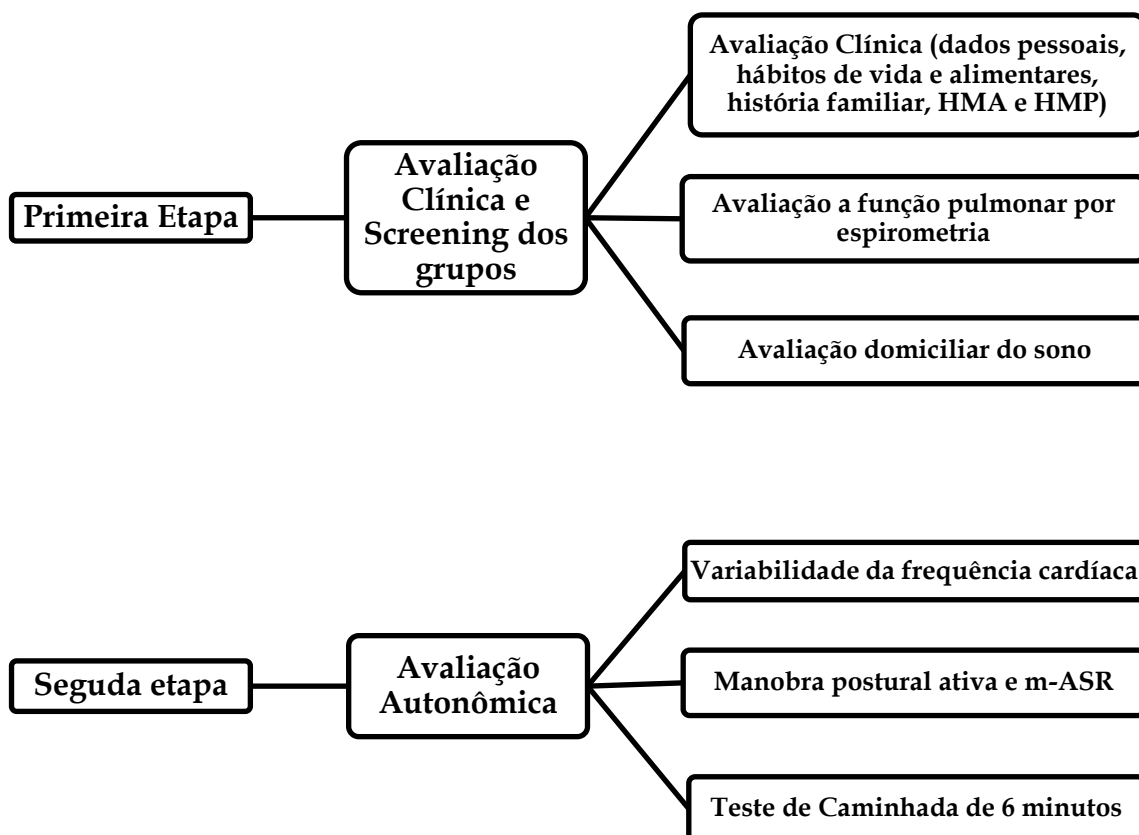 Primeira Etapa
Avaliação
Clínica e
Screening dos
grupos
Avaliação Clínica (dados pessoais,
hábitos de vida e alimentares,
história familiar, HMA e HMP)
Avaliação a função pulmonar por
espirometria
Avaliação domiciliar do sono
Seguda etapa
Avaliação
Autonômica
Variabilidade da frequência cardíaca
Manobra postural ativa e m-ASR
Teste de Caminhada de 6 minutos